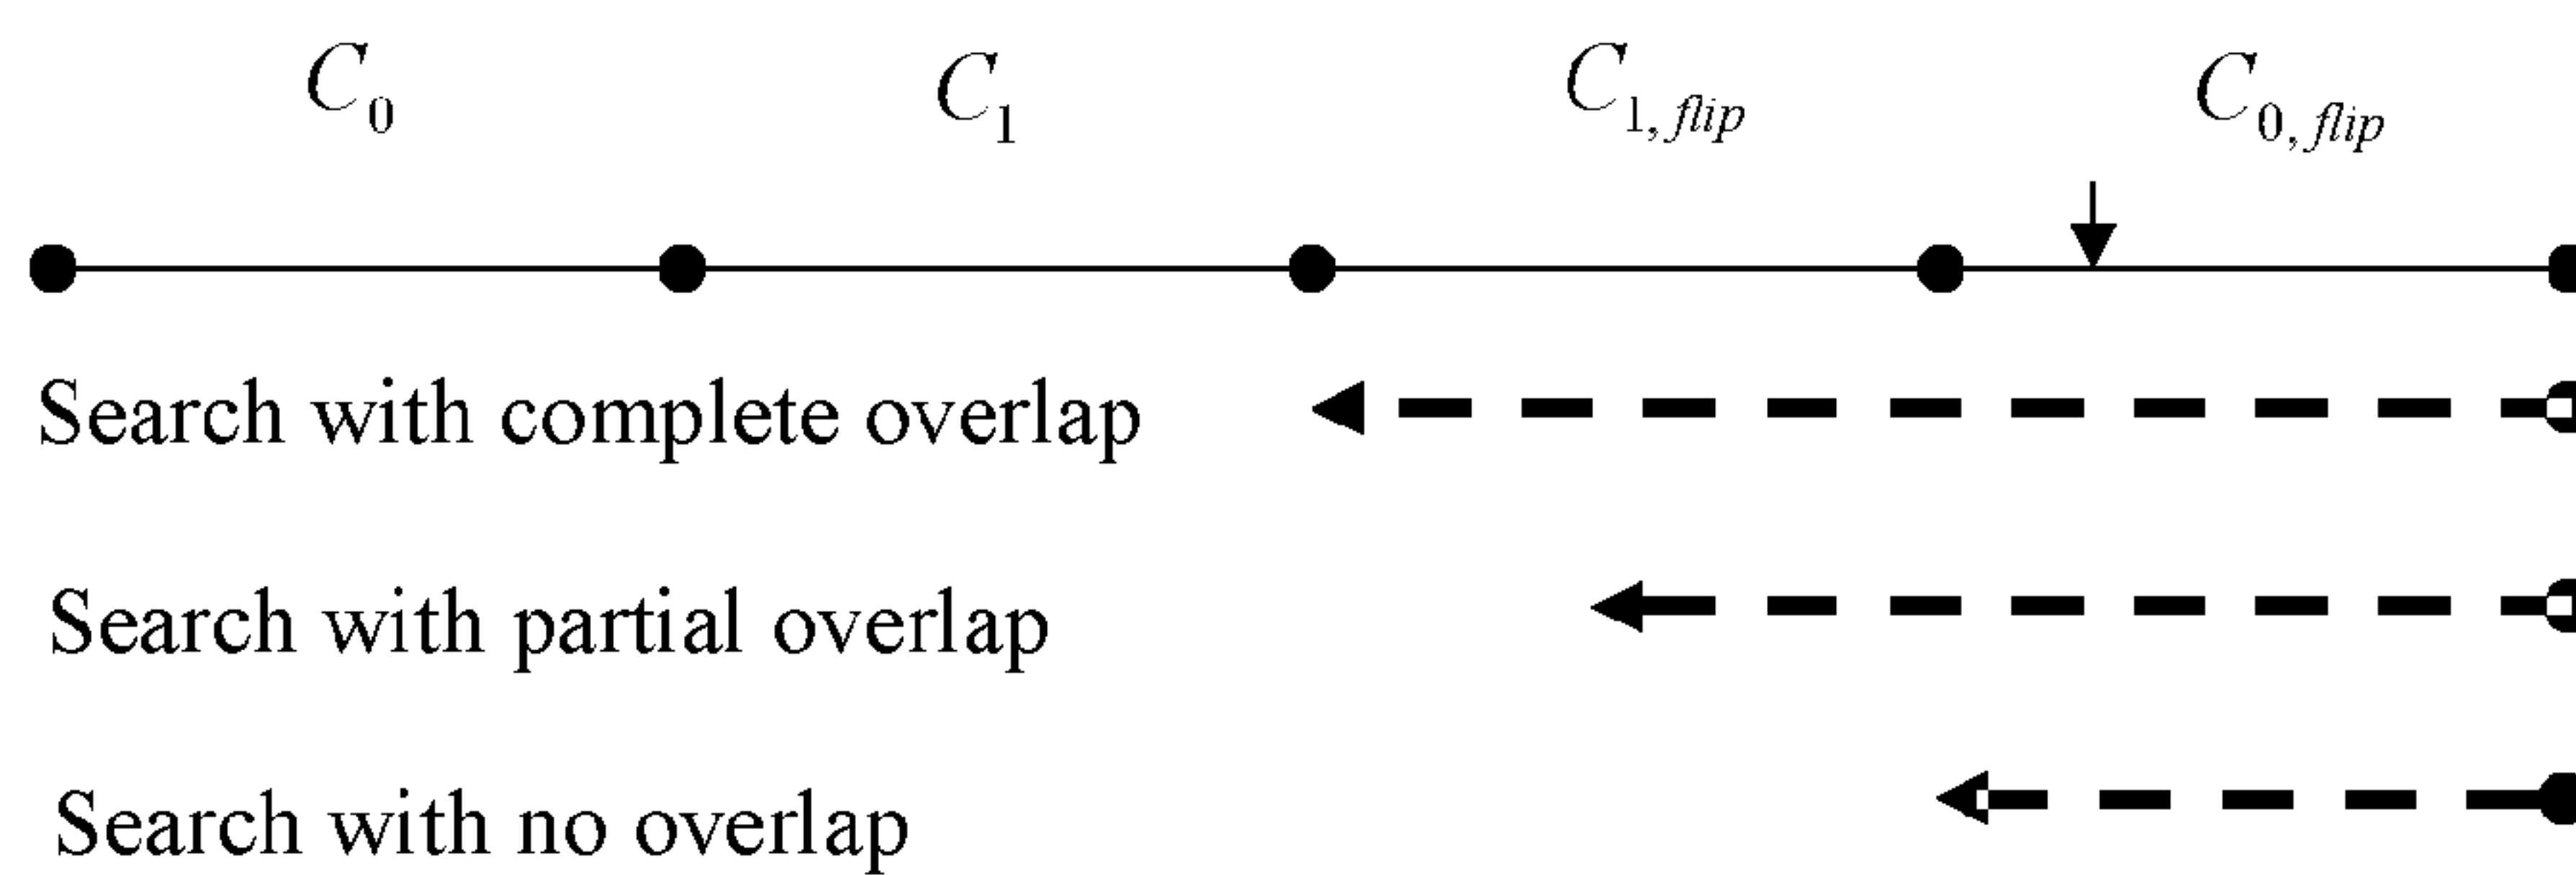 C0 C1 C1, flip C0, flip
Search with complete overlap
Search with partial overlap
Search with no overlap